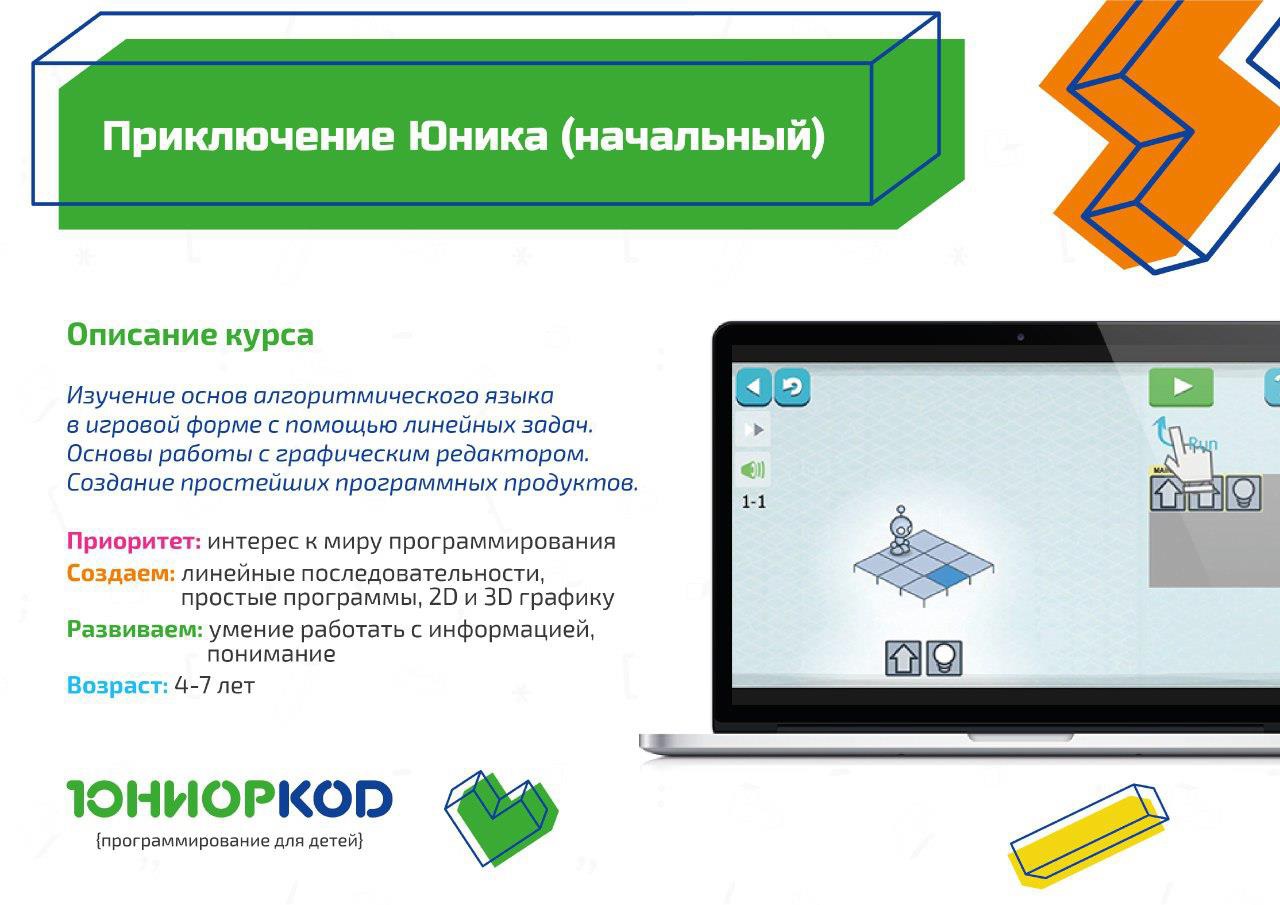 Приключение Юника (начальный)
Описание курса
Изучение основ алгоритмического языка
в игровой форме с помощью линейных задач.
Основы работы с графическим редактором.
Создание простейших программных продуктов.
Приоритет: интерес к миру программирования
Создаем: линейные последовательности,
простые программы, 2D и 3D графику
Развиваем: умение работать с информацией,
понимание
Возраст: 4-7 лет
1-1
Run
ЮНИОРКОD
{программирование для детей}